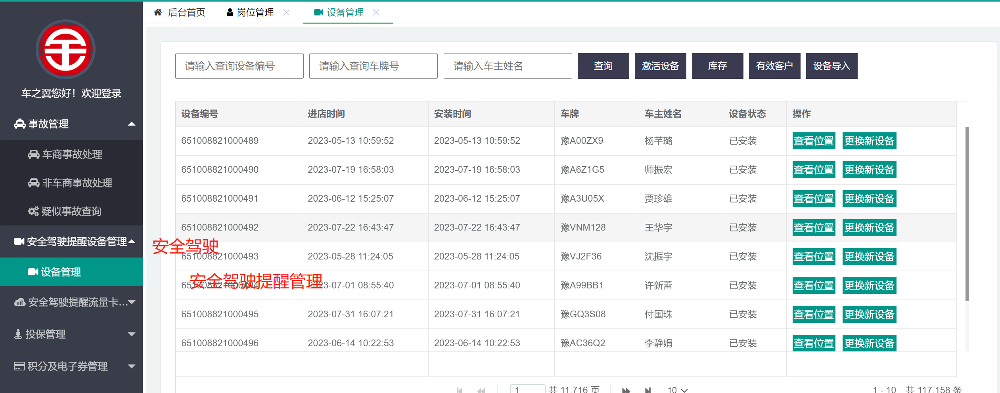 后台首页 岗位管理 设备管理
车之翼您好！欢迎登录
事故管理
车商事故处理
非车商事故处理
疑似事故查询
安全驾驶提醒设备管理
设备管理
安全驾驶提醒流量卡...
投保管理
积分及电子券管理
请输入查询设备编号 请输入查询车牌号 请输入车主姓名 查询 激活设备 库存 有效客户 设备导入
设备编号 进店时间 安装时间 车牌 车主姓名 设备状态 操作
651008821000489 2023-05-13 10:59:52 2023-05-13 10:59:52 豫A00ZX9 杨芊璐 已安装 查看位置 更换新设备
651008821000490 2023-07-19 16:58:03 2023-07-19 16:58:03 豫A6Z1G5 师振宏 已安装 查看位置 更换新设备
651008821000491 2023-06-12 15:25:07 2023-06-12 15:25:07 豫A3U05X 贾珍雄 已安装 查看位置 更换新设备
651008821000492 2023-07-22 16:43:47 2023-07-22 16:43:47 豫VNM128 王华宇 已安装 查看位置 更换新设备
安全驾驶
651008821000493 2023-05-28 11:24:05 2023-05-28 11:24:05 豫VJ2F36 沈振宇 已安装 查看位置 更换新设备
安全驾驶提醒管理
651008821000494 2023-07-01 08:55:40 2023-07-01 08:55:40 豫A99BB1 许新蕾 已安装 查看位置 更换新设备
651008821000495 2023-07-31 16:07:21 2023-07-31 16:07:21 豫GQ3S08 付国珠 已安装 查看位置 更换新设备
651008821000496 2023-06-14 10:22:53 2023-06-14 10:22:53 豫AC36Q2 李静娟 已安装 查看位置 更换新设备
1 共 11,716 页 10 1 - 10 共 117,158 条